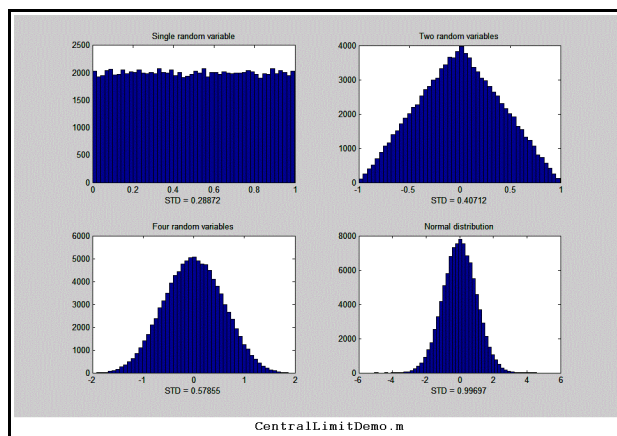 Single random variable
2500
2000
1500
1000
500
0
0 0.2 0.4 0.6 0.8 1
STD = 0.28872
Two random variables
4000
3000
2000
1000
0
-1 -0.5 0 0.5 1
STD = 0.40712
Four random variables
6000
5000
4000
3000
2000
1000
0
-2 -1 0 1 2
STD = 0.57855
Normal distribution
8000
6000
4000
2000
0
-6 -4 -2 0 2 4 6
STD = 0.99697
CentralLimitDemo.m